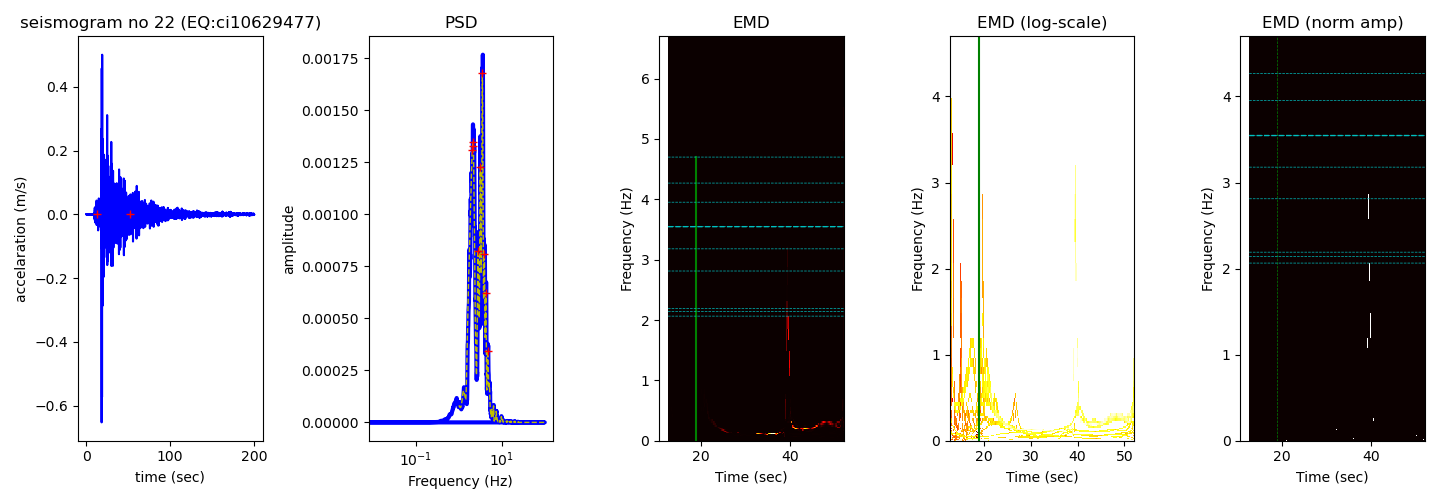 seismogram no 22 (EQ:ci10629477)
PSD
EMD
EMD (log-scale)
EMD (norm amp)
accelaration (m/s)
0.4
0.2
0.0
−0.2
−0.4
−0.6
0
100
200
time (sec)
amplitude
0.00175
0.00150
0.00125
0.00100
0.00075
0.00050
0.00025
0.00000
10⁻¹
10¹
Frequency (Hz)
Frequency (Hz)
6
5
4
3
2
1
0
20
40
Time (sec)
Frequency (Hz)
4
3
2
1
0
20
30
40
50
Time (sec)
Frequency (Hz)
4
3
2
1
0
20
40
Time (sec)